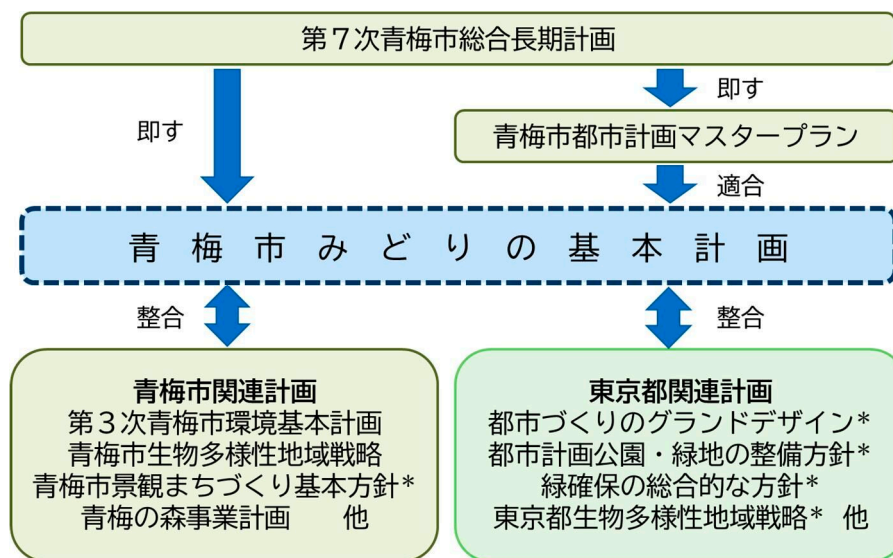 第７次青梅市総合長期計画
即す
即す
青梅市都市計画マスタープラン
適合
青梅市みどりの基本計画
整合
整合
青梅市関連計画
第３次青梅市環境基本計画
青梅市生物多様性地域戦略
青梅市景観まちづくり基本方針*
青梅の森事業計画　他
東京都関連計画
都市づくりのグランドデザイン*
都市計画公園・緑地の整備方針*
緑確保の総合的な方針*
東京都生物多様性地域戦略* 他